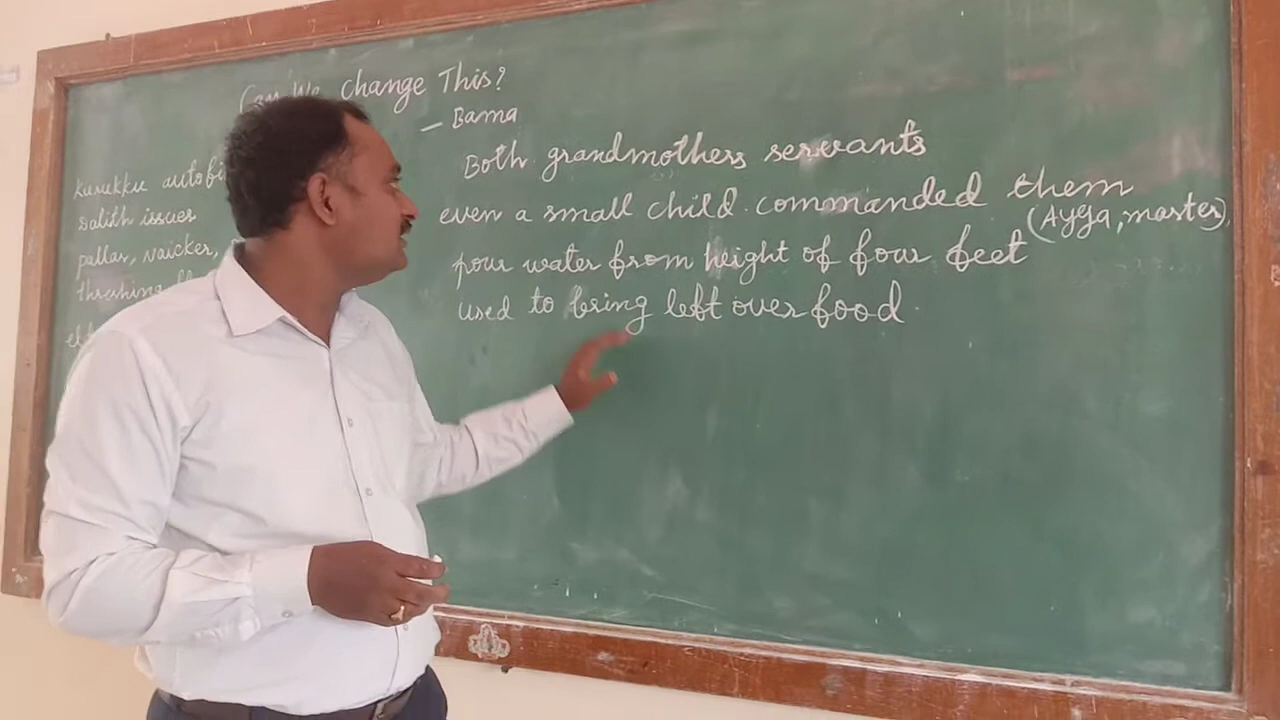 Can We Change This?
– Bama
Kurukku autobi
Dalith issues
pallar, naicker,
threshing fl
Both grandmothers servants
even a small child commanded them
(Ayya, master),
pour water from height of four feet
used to bring left over food.